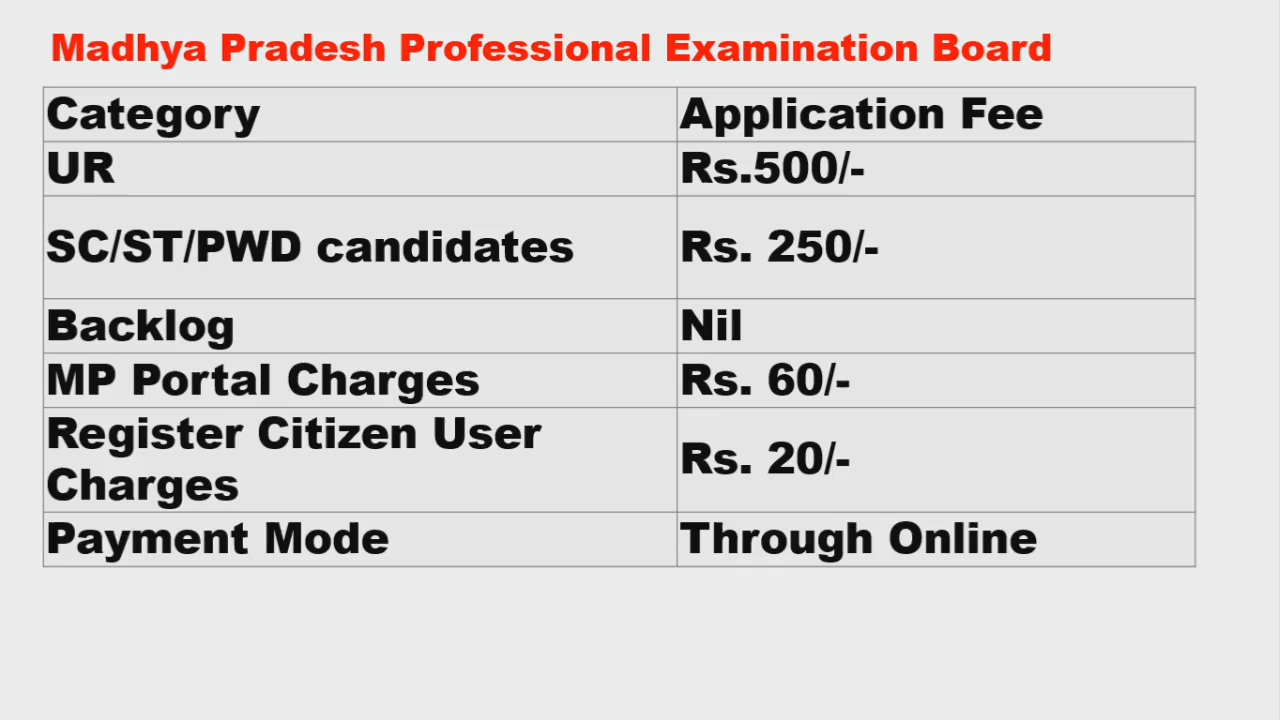 Madhya Pradesh Professional Examination Board
Category Application Fee
UR Rs.500/-
SC/ST/PWD candidates Rs. 250/-
Backlog Nil
MP Portal Charges Rs. 60/-
Register Citizen User
Charges Rs. 20/-
Payment Mode Through Online